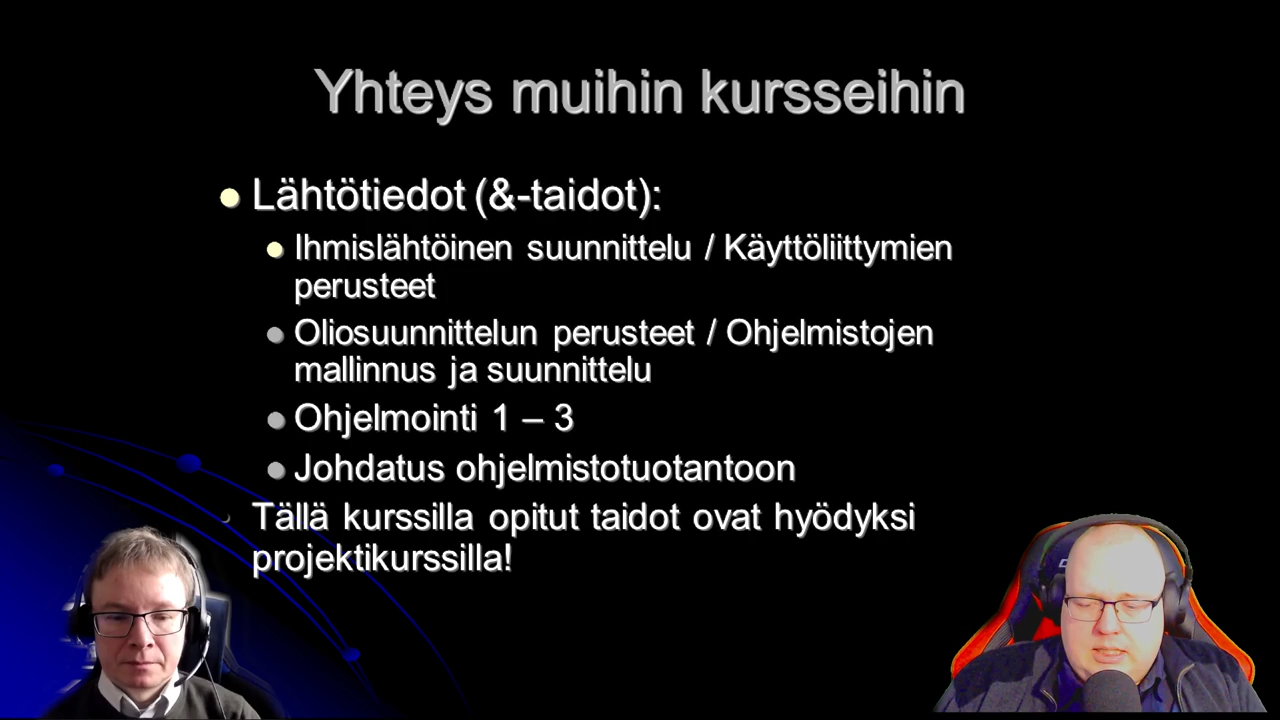 Yhteys muihin kursseihin
Lähtötiedot (&-taidot):
Ihmislähtöinen suunnittelu / Käyttöliittymien
perusteet
Oliosuunnittelun perusteet / Ohjelmistojen
mallinnus ja suunnittelu
Ohjelmointi 1 – 3
Johdatus ohjelmistotuotantoon
Tällä kurssilla opitut taidot ovat hyödyksi
projektikurssilla!